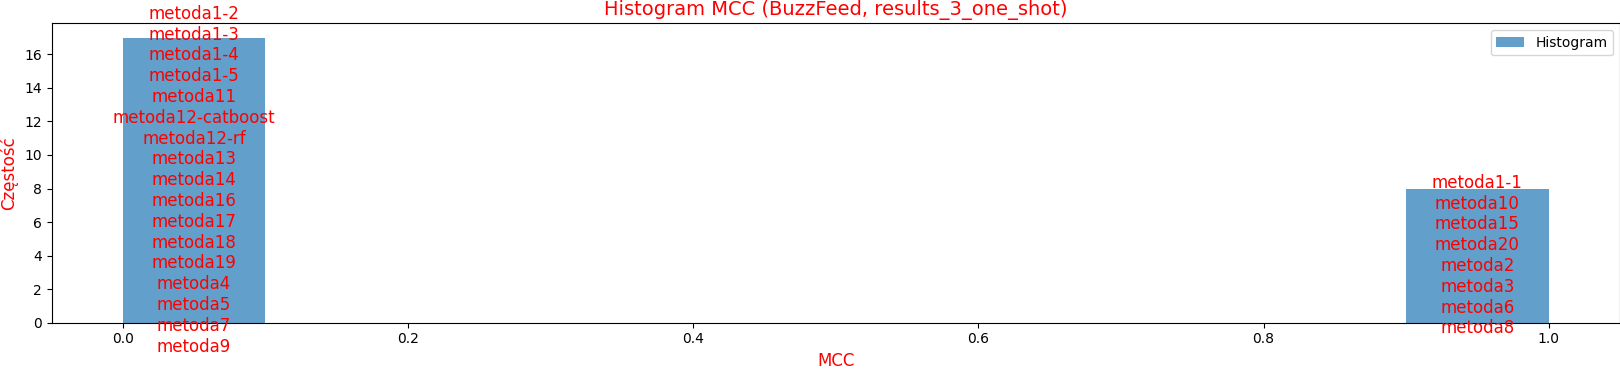 Histogram MCC (BuzzFeed, results_3_one_shot)
Histogram
Częstość
16
14
12
10
8
6
4
2
0
metoda1-2
metoda1-3
metoda1-4
metoda1-5
metoda11
metoda12-catboost
metoda12-rf
metoda13
metoda14
metoda16
metoda17
metoda18
metoda19
metoda4
metoda5
metoda7
metoda9
metoda1-1
metoda10
metoda15
metoda20
metoda2
metoda3
metoda6
metoda8
0.0 0.2 0.4 0.6 0.8 1.0
MCC